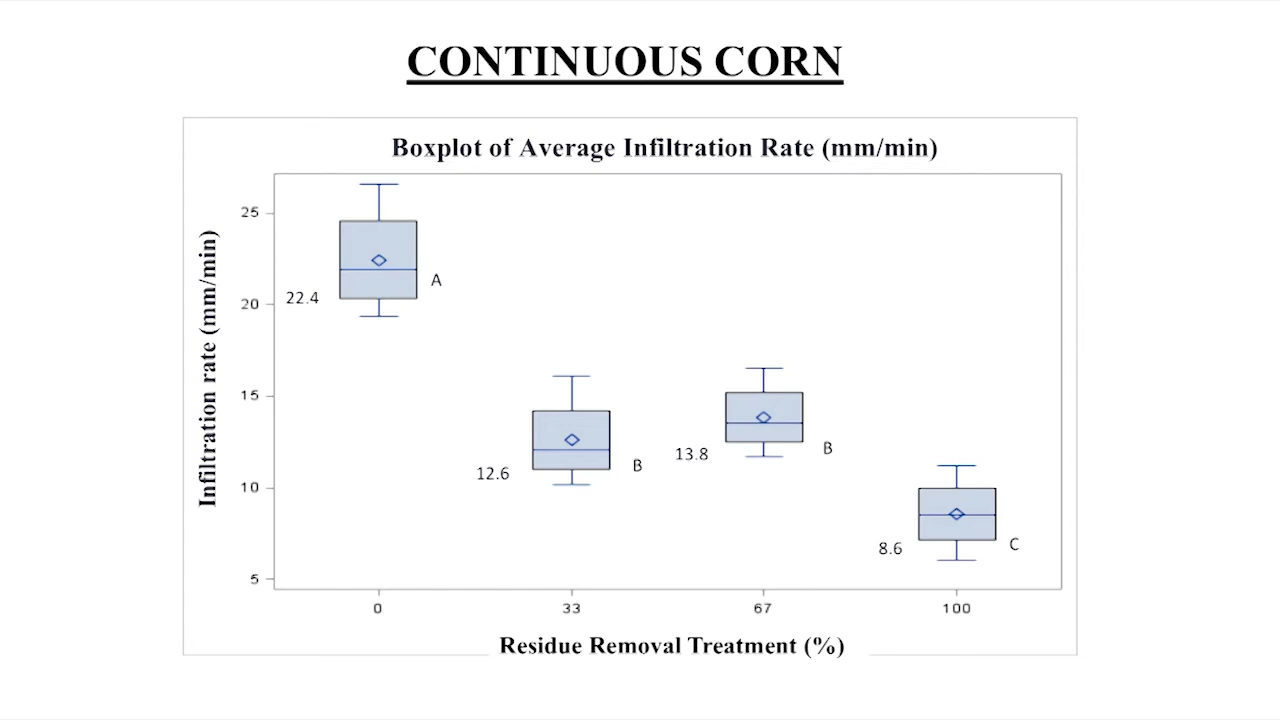 CONTINUOUS CORN
Boxplot of Average Infiltration Rate (mm/min)
Infiltration rate (mm/min)
25
20
15
10
5
22.4
A
12.6
B
13.8
B
8.6
C
0 33 67 100
Residue Removal Treatment (%)